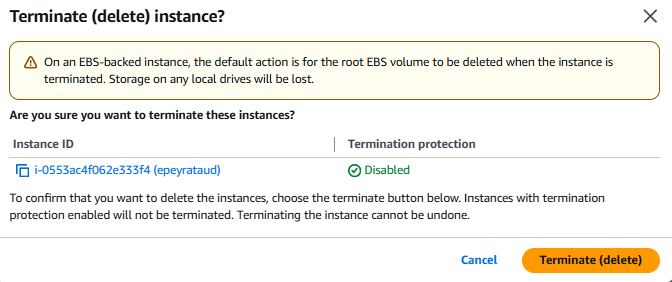 Terminate (delete) instance?
On an EBS-backed instance, the default action is for the root EBS volume to be deleted when the instance is
terminated. Storage on any local drives will be lost.
Are you sure you want to terminate these instances?
Instance ID Termination protection
i-0553ac4f062e333f4 (epeyrataud) Disabled
To confirm that you want to delete the instances, choose the terminate button below. Instances with termination
protection enabled will not be terminated. Terminating the instance cannot be undone.
Cancel Terminate (delete)